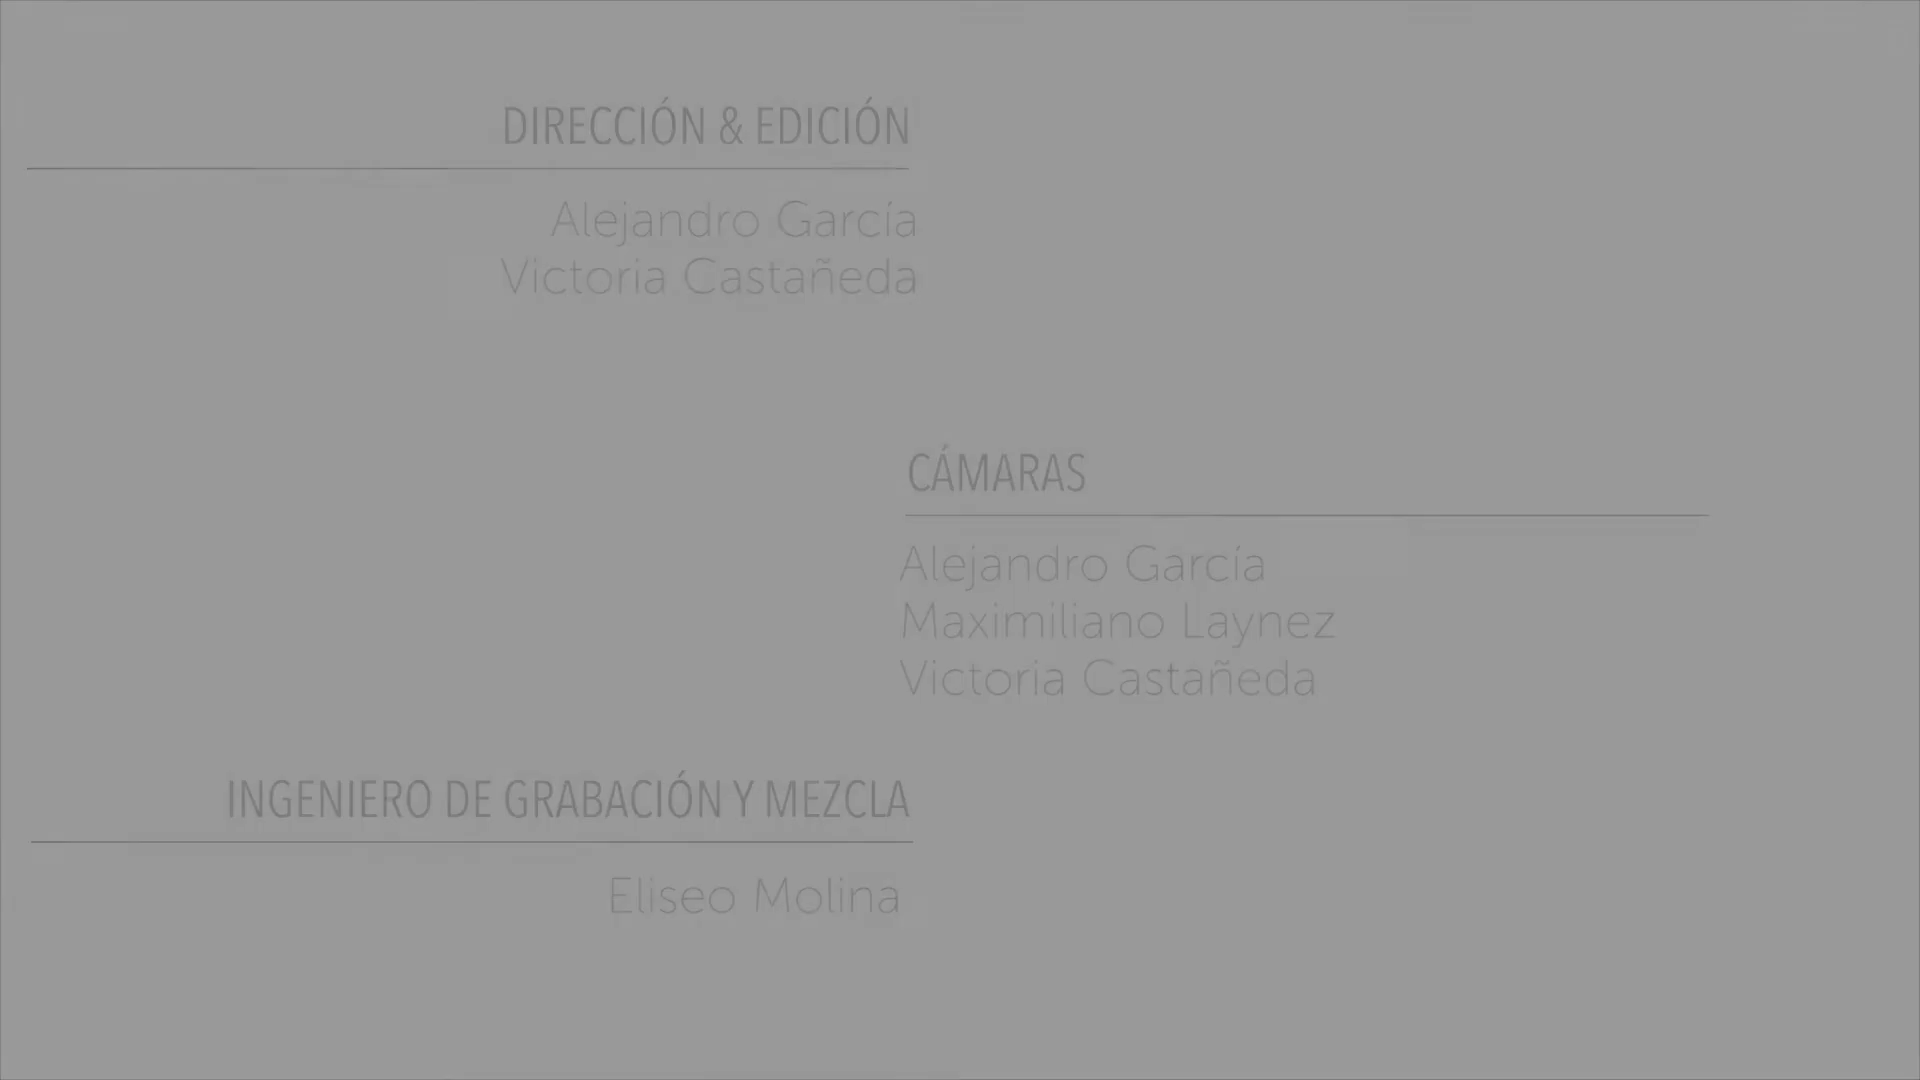 DIRECCIÓN & EDICIÓN
Alejandro García
Victoria Castañeda
CÁMARAS
Alejandro García
Maximiliano Laynez
Victoria Castañeda
INGENIERO DE GRABACIÓN Y MEZCLA
Eliseo Molina